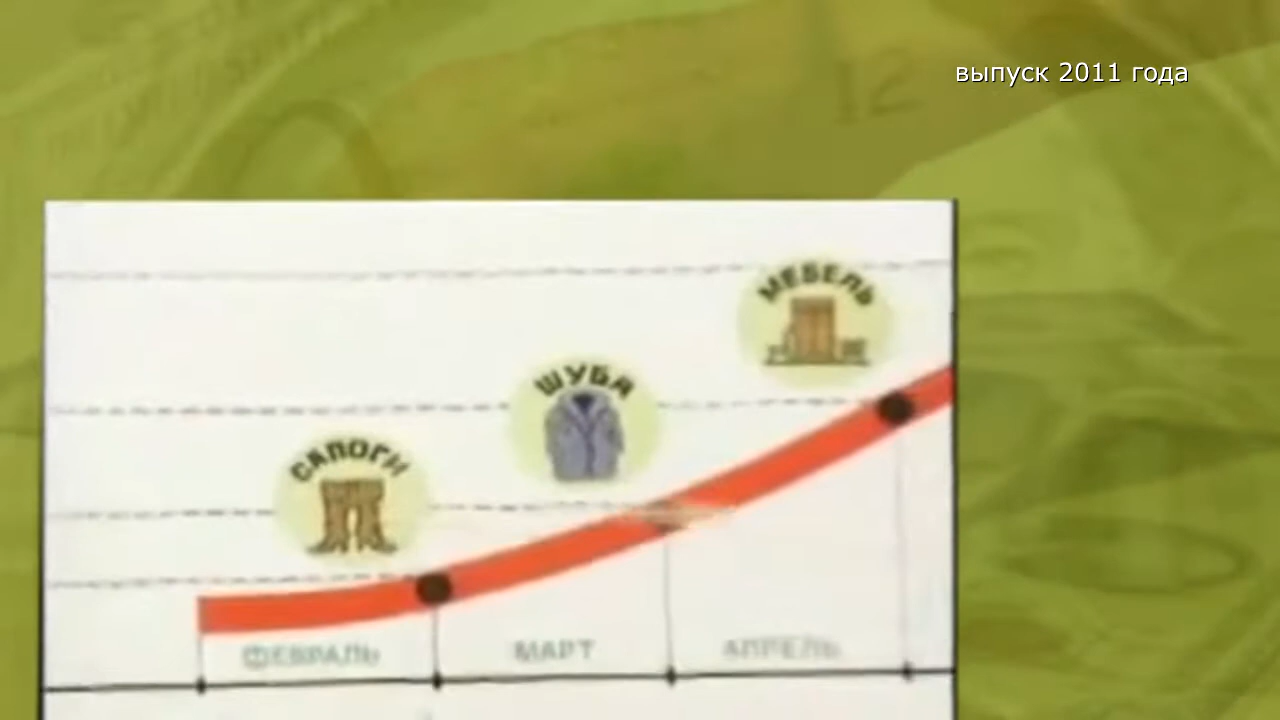 выпуск 2011 года
МЕБЕЛЬ
ШУБА
САПОГИ
ФЕВРАЛЬ МАРТ АПРЕЛЬ